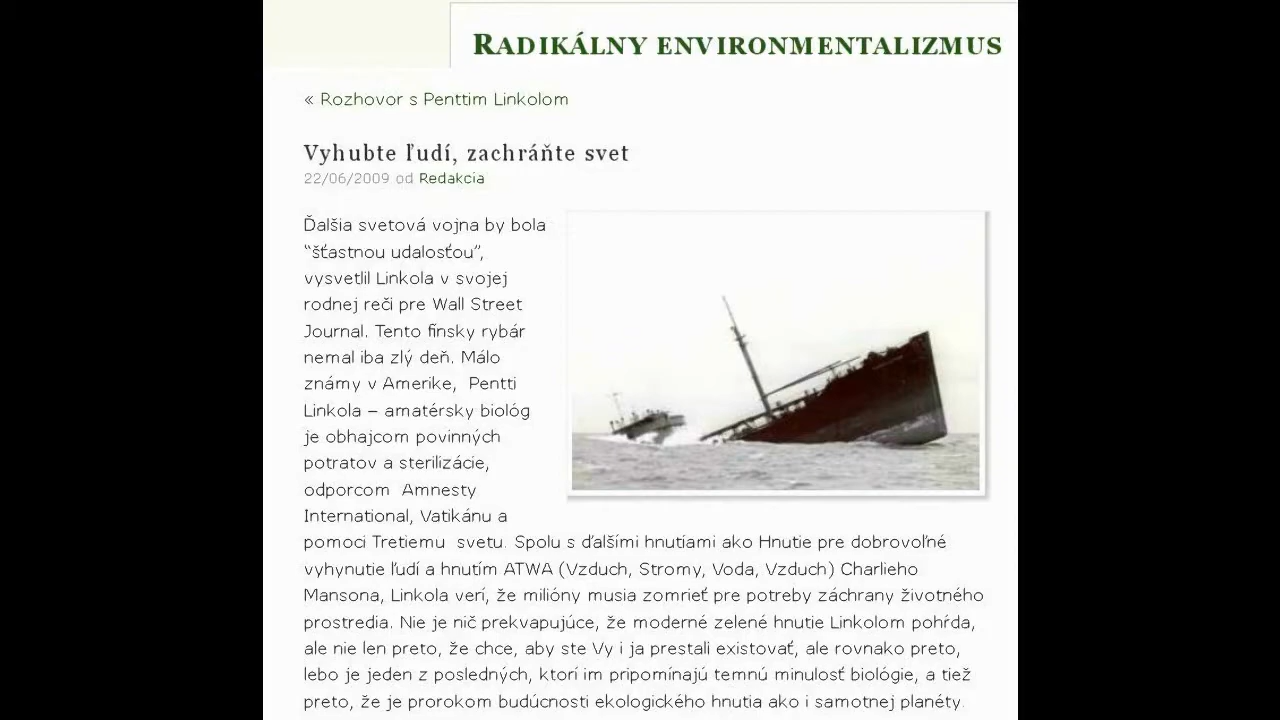 RADIKÁLNY ENVIRONMENTALIZMUS
« Rozhovor s Penttim Linkolom
Vyhubte ľudí, zachráňte svet
22/06/2009 od Redakcia
Ďalšia svetová vojna by bola
“šťastnou udalosťou”,
vysvetlil Linkola v svojej
rodnej reči pre Wall Street
Journal. Tento fínsky rybár
nemal iba zlý deň. Málo
známy v Amerike, Pentti
Linkola – amatérsky biológ
je obhajcom povinných
potratov a sterilizácie,
odporcom Amnesty
International, Vatikánu a
pomoci Tretiemu svetu. Spolu s ďalšími hnutíami ako Hnutie pre dobrovoľné
vyhynutie ľudí a hnutím ATWA (Vzduch, Stromy, Voda, Vzduch) Charlieho
Mansona, Linkola verí, že milióny musia zomrieť pre potreby záchrany životného
prostredia. Nie je nič prekvapujúce, že moderné zelené hnutie Linkolom pohŕda,
ale nie len preto, že chce, aby ste Vy i ja prestali existovať, ale rovnako preto,
lebo je jeden z posledných, ktorí im pripomínajú temnú minulosť biológie, a tiež
preto, že je prorokom budúcnosti ekologického hnutia ako i samotnej planéty.